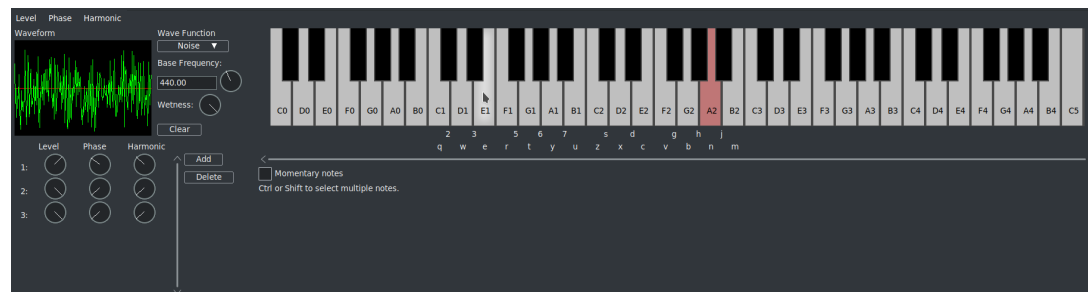 Level Phase Harmonic
Waveform
Wave Function
Noise ▼
Base Frequency:
440.00
Wetness:
Clear
Level Phase Harmonic
1:
2:
3:
Add
Delete
C0 D0 E0 F0 G0 A0 B0 C1 D1 E1 F1 G1 A1 B1 C2 D2 E2 F2 G2 A2 B2 C3 D3 E3 F3 G3 A3 B3 C4 D4 E4 F4 G4 A4 B4 C5
2 3 5 6 7 s d g h j
q w e r t y u z x c v b n m
Momentary notes
Ctrl or Shift to select multiple notes.